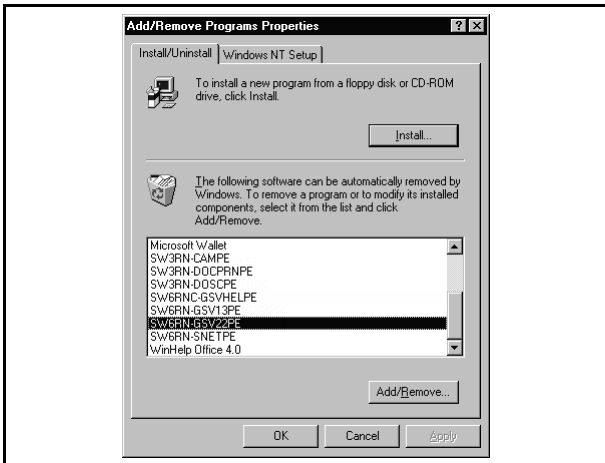 Add/Remove Programs Properties
Install/Uninstall
Windows NT Setup
To install a new program from a floppy disk or CD-ROM
drive, click Install.
Install...
The following software can be automatically removed by
Windows. To remove a program or to modify its installed
components, select it from the list and click
Add/Remove.
Microsoft Wallet
SW3RN-CAMPE
SW3RN-DOCPRNPE
SW3RN-DOSCPE
SW6RNC-GSVHELPE
SW6RN-GSV13PE
SW6RN-GSV22PE
SW6RN-SNETPE
WinHelp Office 4.0
Add/Remove...
OK
Cancel
Apply